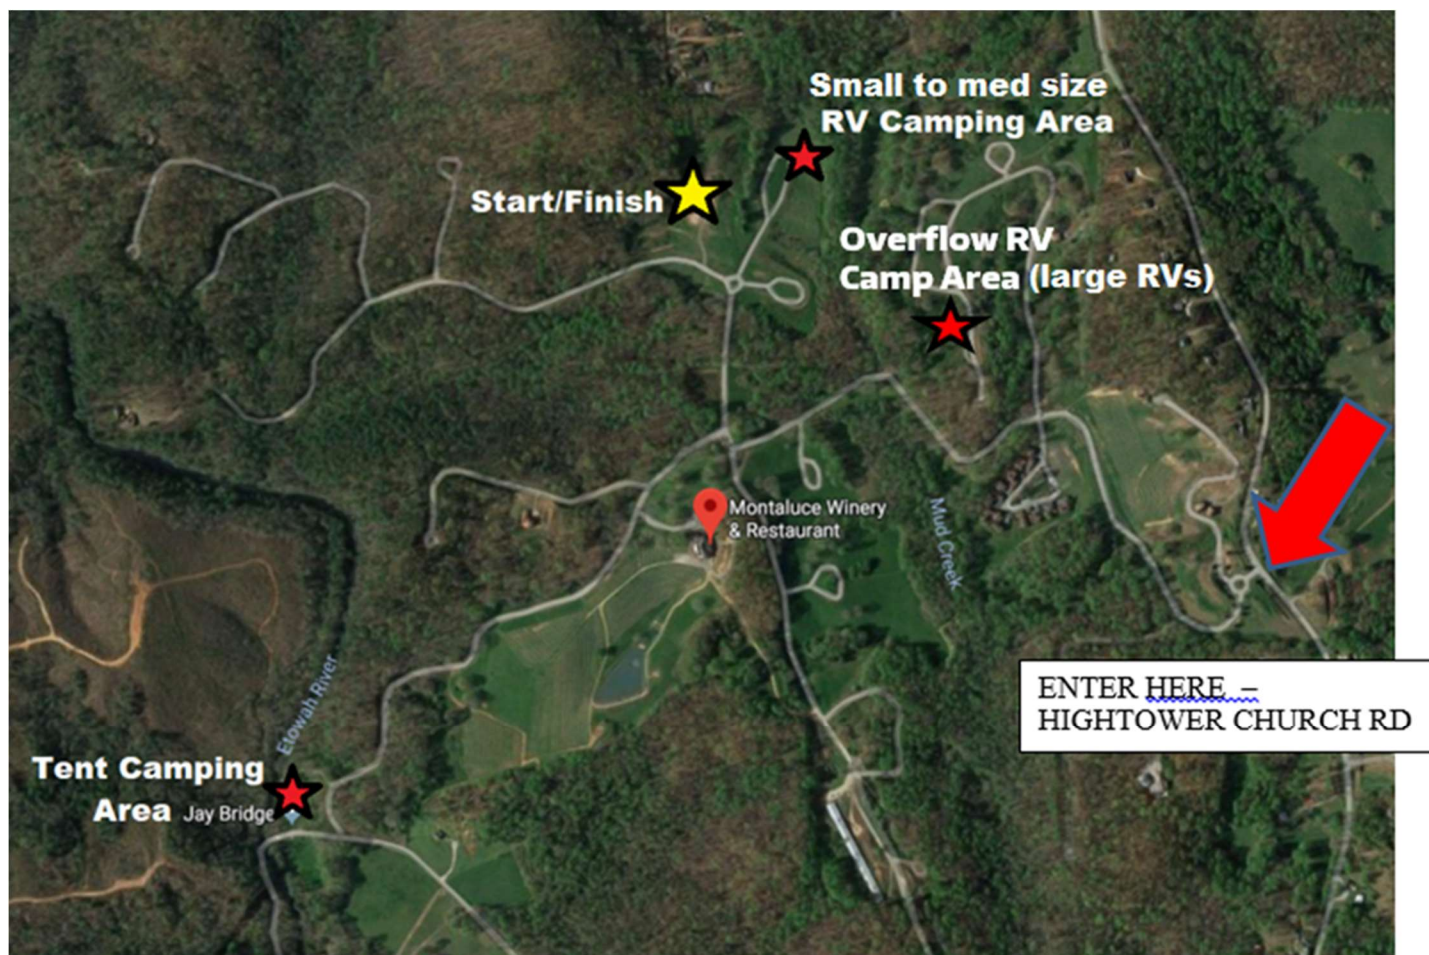 Small to med size
RV Camping Area
Start/Finish
Overflow RV
Camp Area (large RVs)
Montaluce Winery
& Restaurant
Mud Creek
ENTER HERE –
HIGHTOWER CHURCH RD
Etowah River
Tent Camping
Area
Jay Bridge